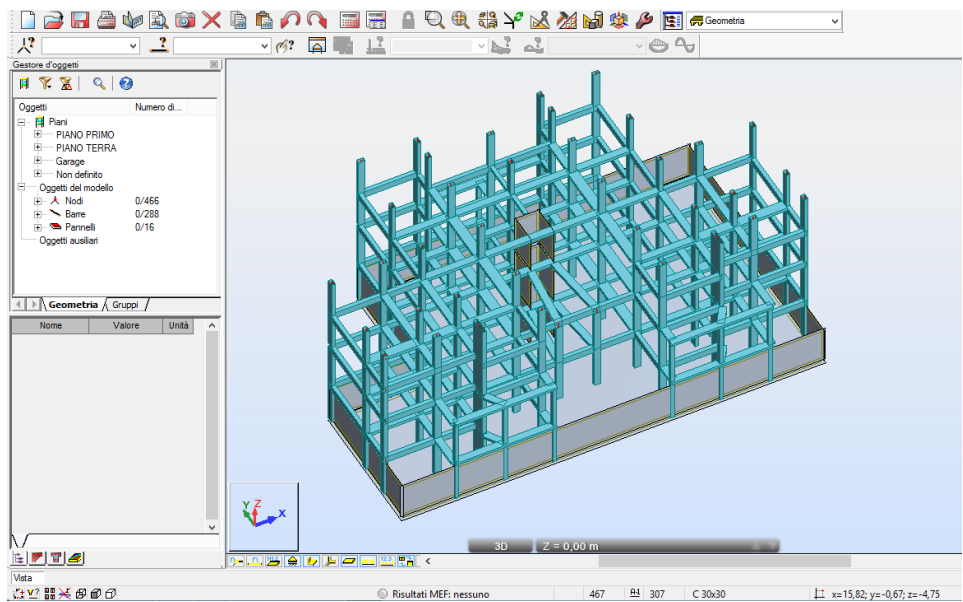 Geometria
Gestore d'oggetti
Oggetti Numero di...
Piani
PIANO PRIMO
PIANO TERRA
Garage
Non definito
Oggetti del modello
Nodi 0/466
Barre 0/288
Pannelli 0/16
Oggetti ausiliari
Geometria Gruppi
Nome Valore Unità
Z
Y
X
3D Z = 0,00 m
Vista
Risultati MEF: nessuno 467 307 C 30x30 x=15,82; y=-0,67; z=-4,75